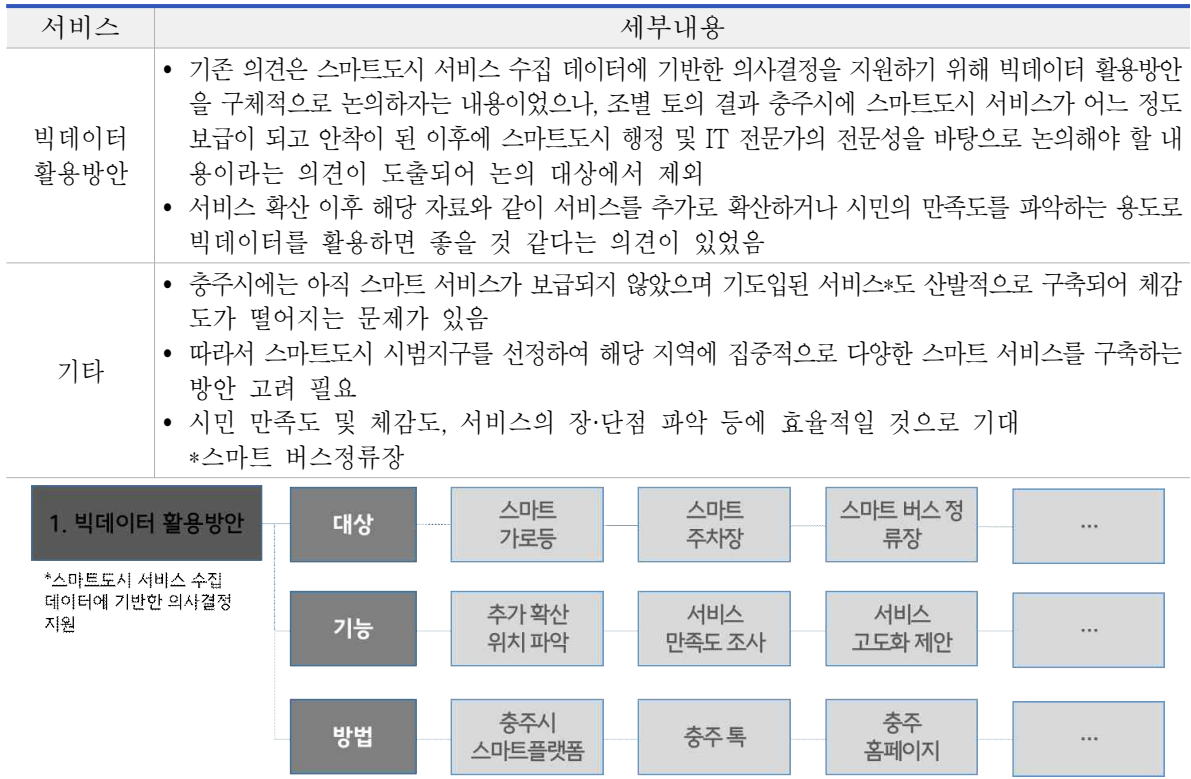 서비스 세부내용
빅데이터
활용방안
• 기존 의견은 스마트도시 서비스 수집 데이터에 기반한 의사결정을 지원하기 위해 빅데이터 활용방안
을 구체적으로 논의하자는 내용이었으나, 조별 토의 결과 충주시에 스마트도시 서비스가 어느 정도
보급이 되고 안착이 된 이후에 스마트도시 행정 및 IT 전문가의 전문성을 바탕으로 논의해야 할 내
용이라는 의견이 도출되어 논의 대상에서 제외
• 서비스 확산 이후 해당 자료와 같이 서비스를 추가로 확산하거나 시민의 만족도를 파악하는 용도로
빅데이터를 활용하면 좋을 것 같다는 의견이 있었음
기타
• 충주시에는 아직 스마트 서비스가 보급되지 않았으며 기도입된 서비스*도 산발적으로 구축되어 체감
도가 떨어지는 문제가 있음
• 따라서 스마트도시 시범지구를 선정하여 해당 지역에 집중적으로 다양한 스마트 서비스를 구축하는
방안 고려 필요
• 시민 만족도 및 체감도, 서비스의 장·단점 파악 등에 효율적일 것으로 기대
*스마트 버스정류장
1. 빅데이터 활용방안
*스마트도시 서비스 수집
데이터에 기반한 의사결정
지원
대상
스마트
가로등
스마트
주차장
스마트 버스 정
류장
...
기능
추가 확산
위치 파악
서비스
만족도 조사
서비스
고도화 제안
...
방법
충주시
스마트플랫폼
충주 톡
충주
홈페이지
...